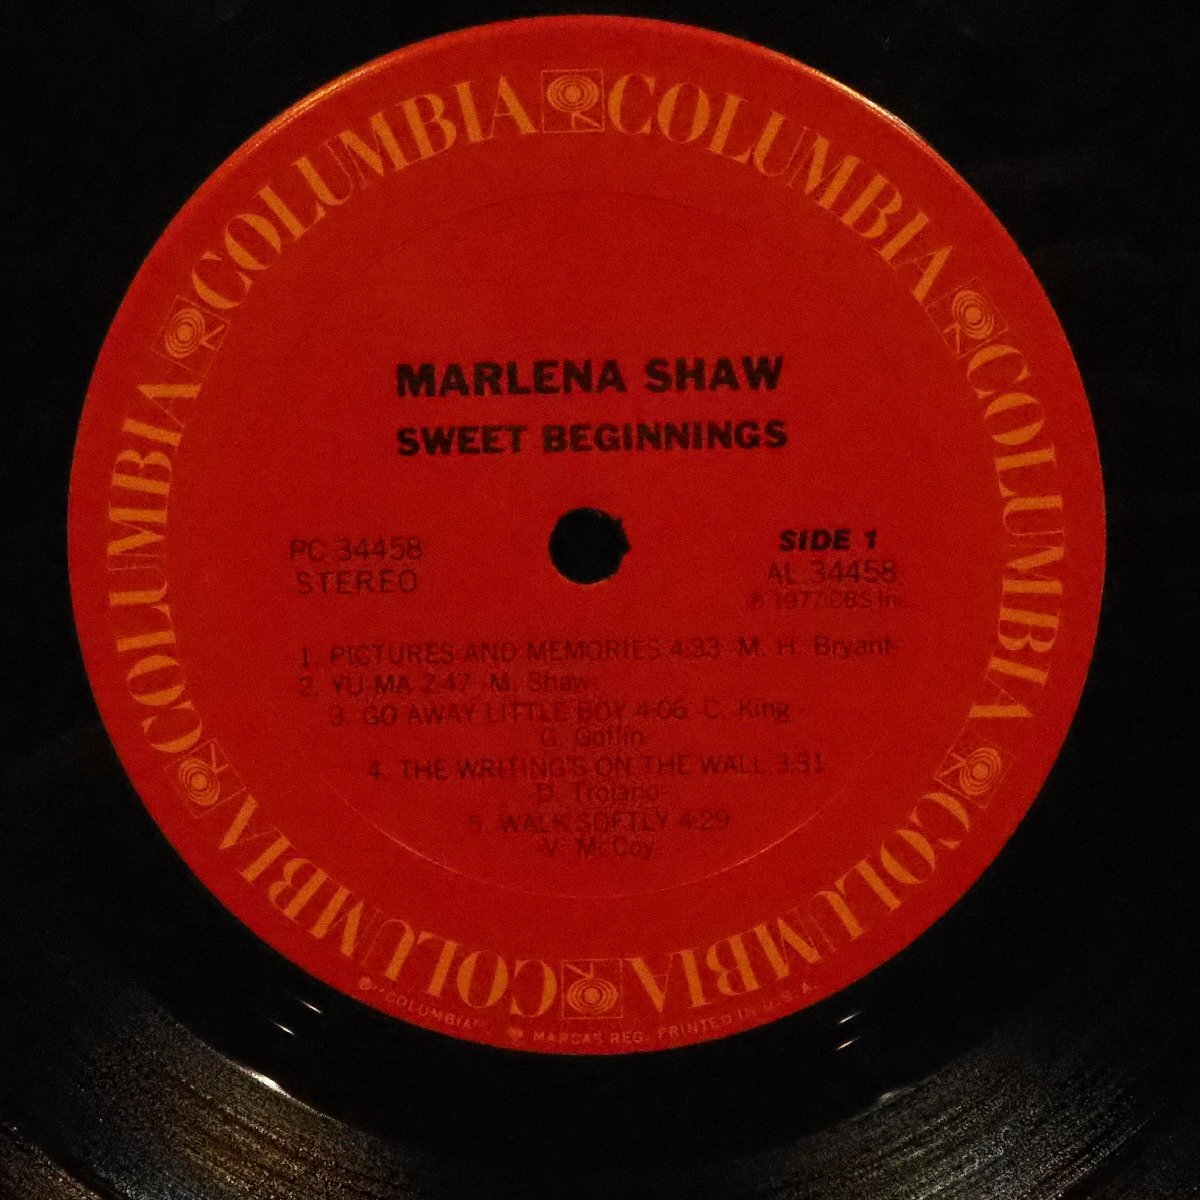 COLUMBIA COLUMBIA COLUMBIA COLUMBIA COLUMBIA COLUMBIA
MARLENA SHAW
SWEET BEGINNINGS
PC 34458
STEREO
SIDE 1
AL 34458
℗ 1977 CBS Inc.
1. PICTURES AND MEMORIES 4:33 -M. H. Bryant-
2. YU-MA 2:47 -M. Shaw-
3. GO AWAY LITTLE BOY 4:06 -C. King-
G. Goffin-
4. THE WRITING'S ON THE WALL 3:31
-D. Troiano-
5. WALK SOFTLY 4:29
-V. McCoy-
® "COLUMBIA", MARCAS REG. PRINTED IN U.S.A.